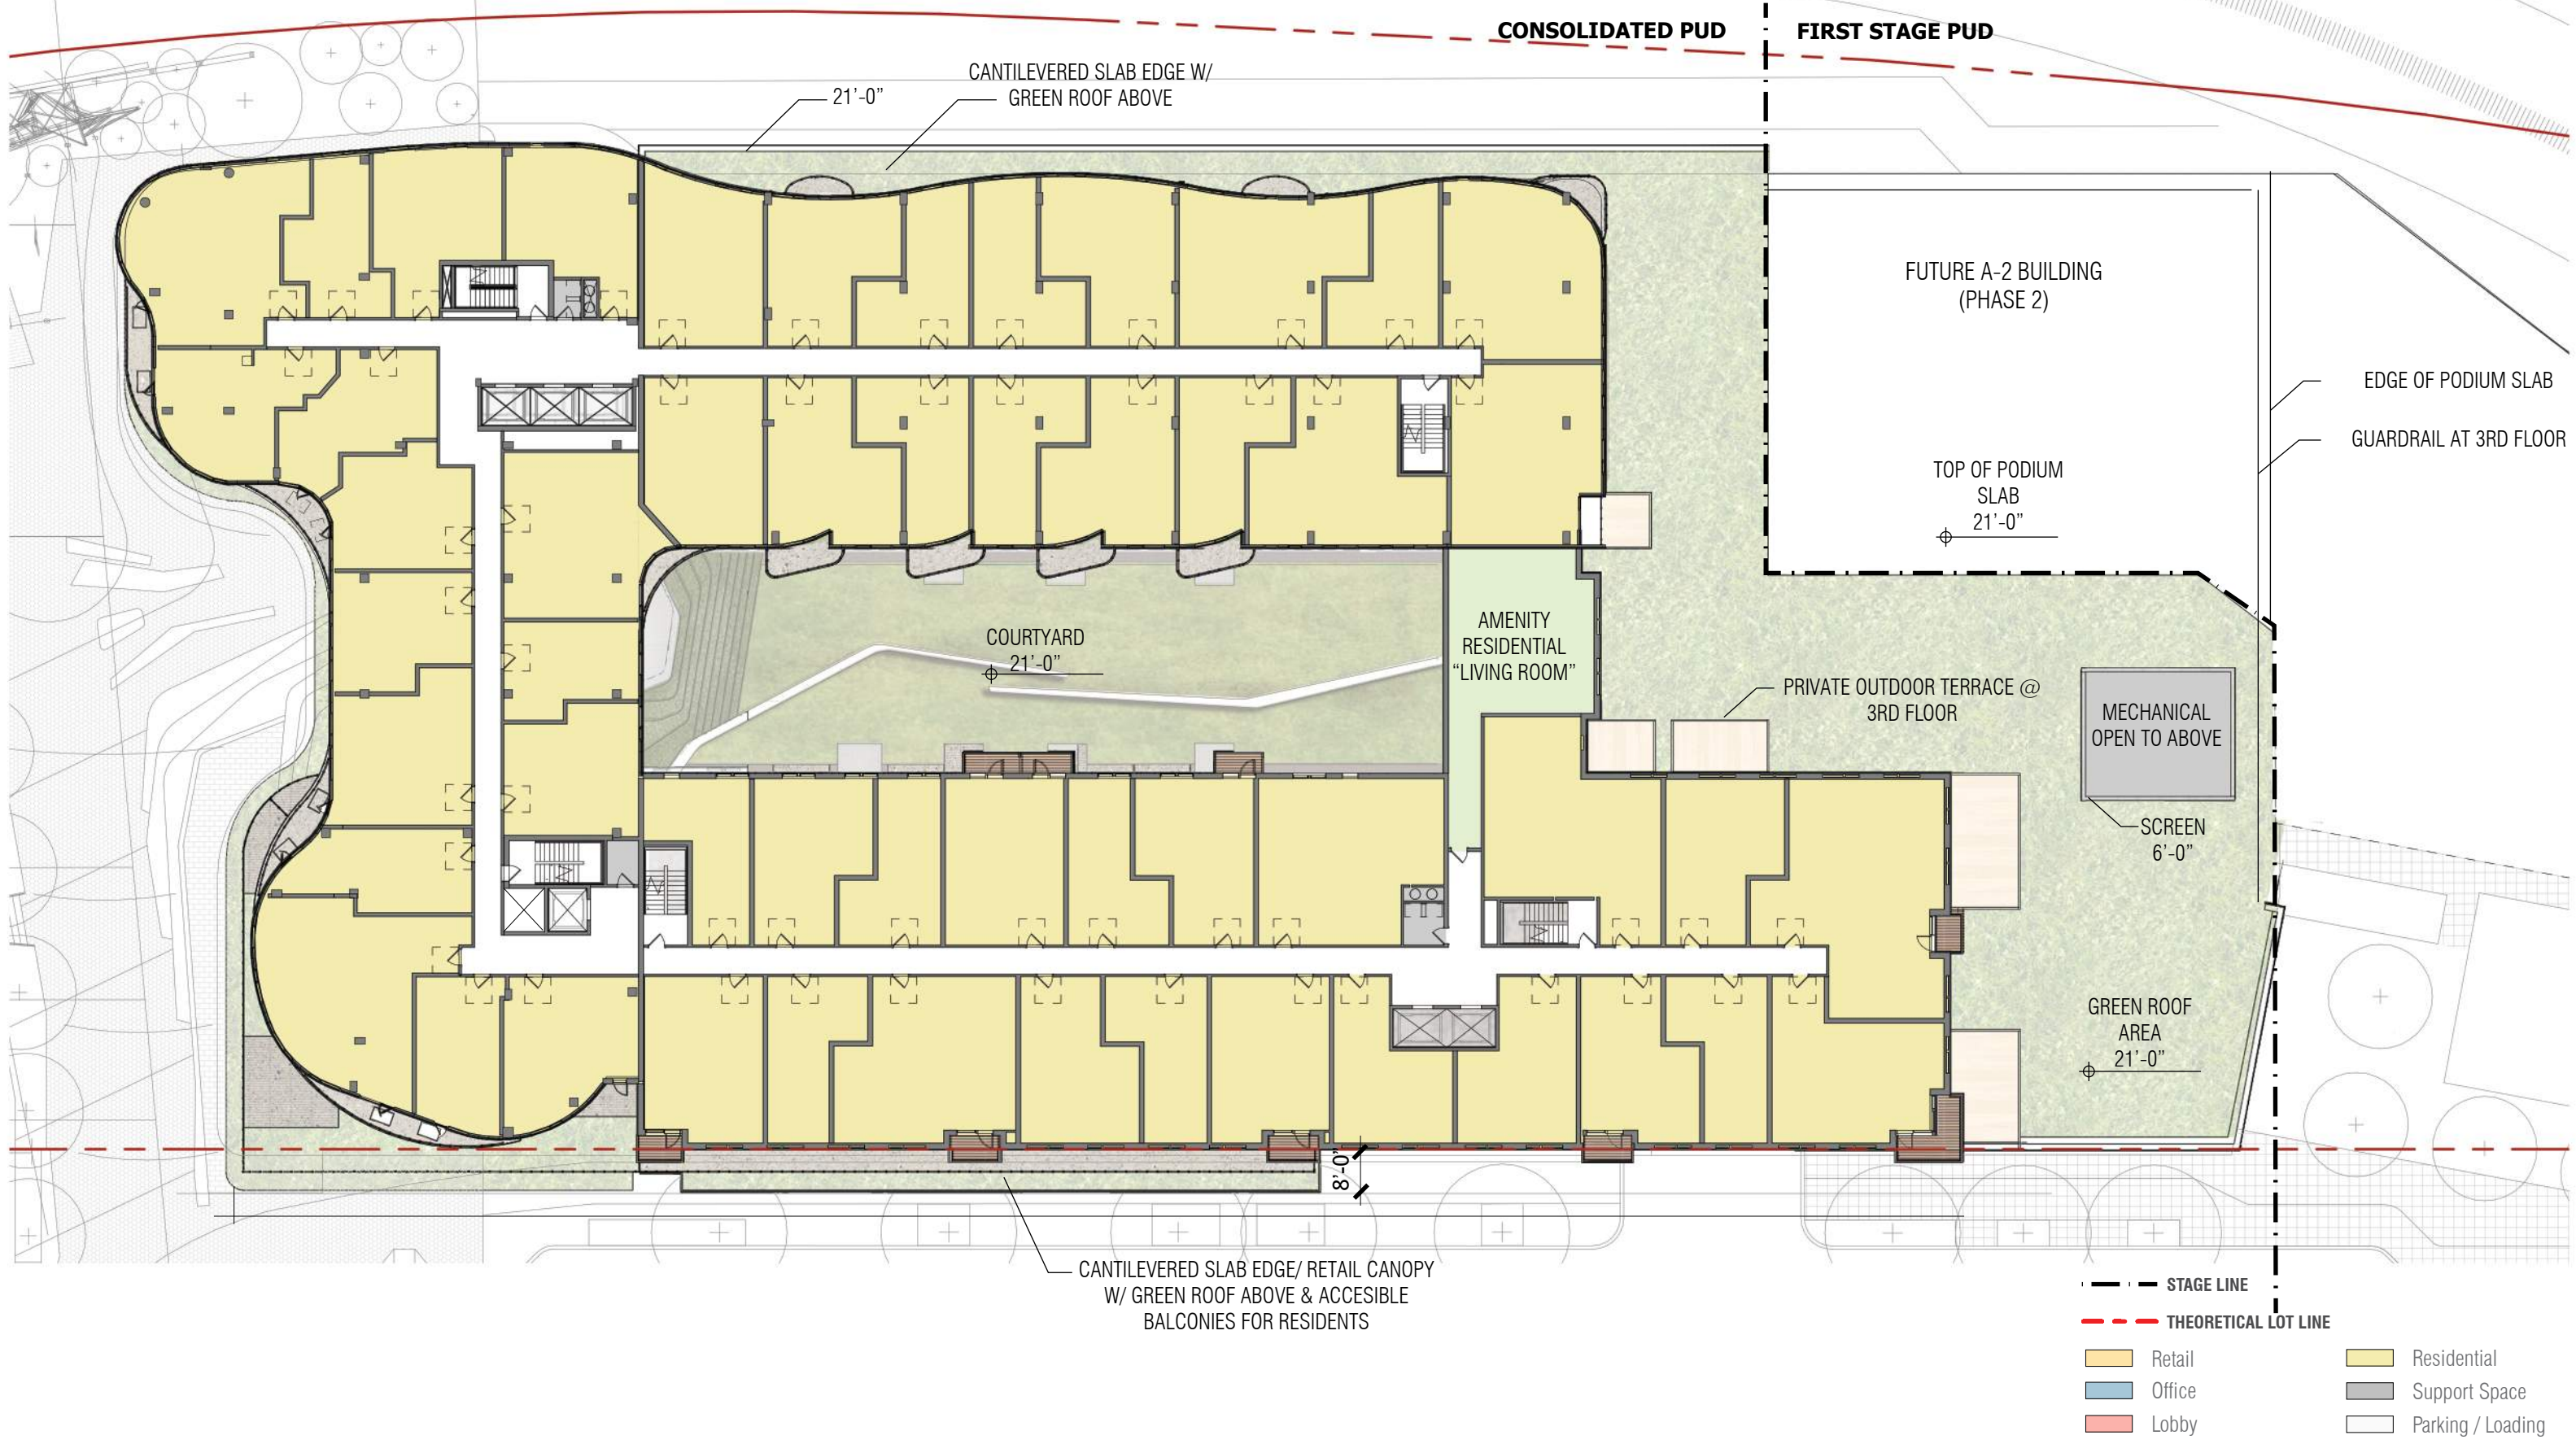 CONSOLIDATED PUD
FIRST STAGE PUD
CANTILEVERED SLAB EDGE W/
GREEN ROOF ABOVE
21'-0"
FUTURE A-2 BUILDING
(PHASE 2)
EDGE OF PODIUM SLAB
GUARDRAIL AT 3RD FLOOR
TOP OF PODIUM
SLAB
21'-0"
COURTYARD
21'-0"
AMENITY
RESIDENTIAL
“LIVING ROOM”
PRIVATE OUTDOOR TERRACE @
3RD FLOOR
MECHANICAL
OPEN TO ABOVE
SCREEN
6'-0"
GREEN ROOF
AREA
21'-0"
8'-0"
CANTILEVERED SLAB EDGE/ RETAIL CANOPY
W/ GREEN ROOF ABOVE & ACCESIBLE
BALCONIES FOR RESIDENTS
STAGE LINE
THEORETICAL LOT LINE
Retail
Office
Lobby
Residential
Support Space
Parking / Loading